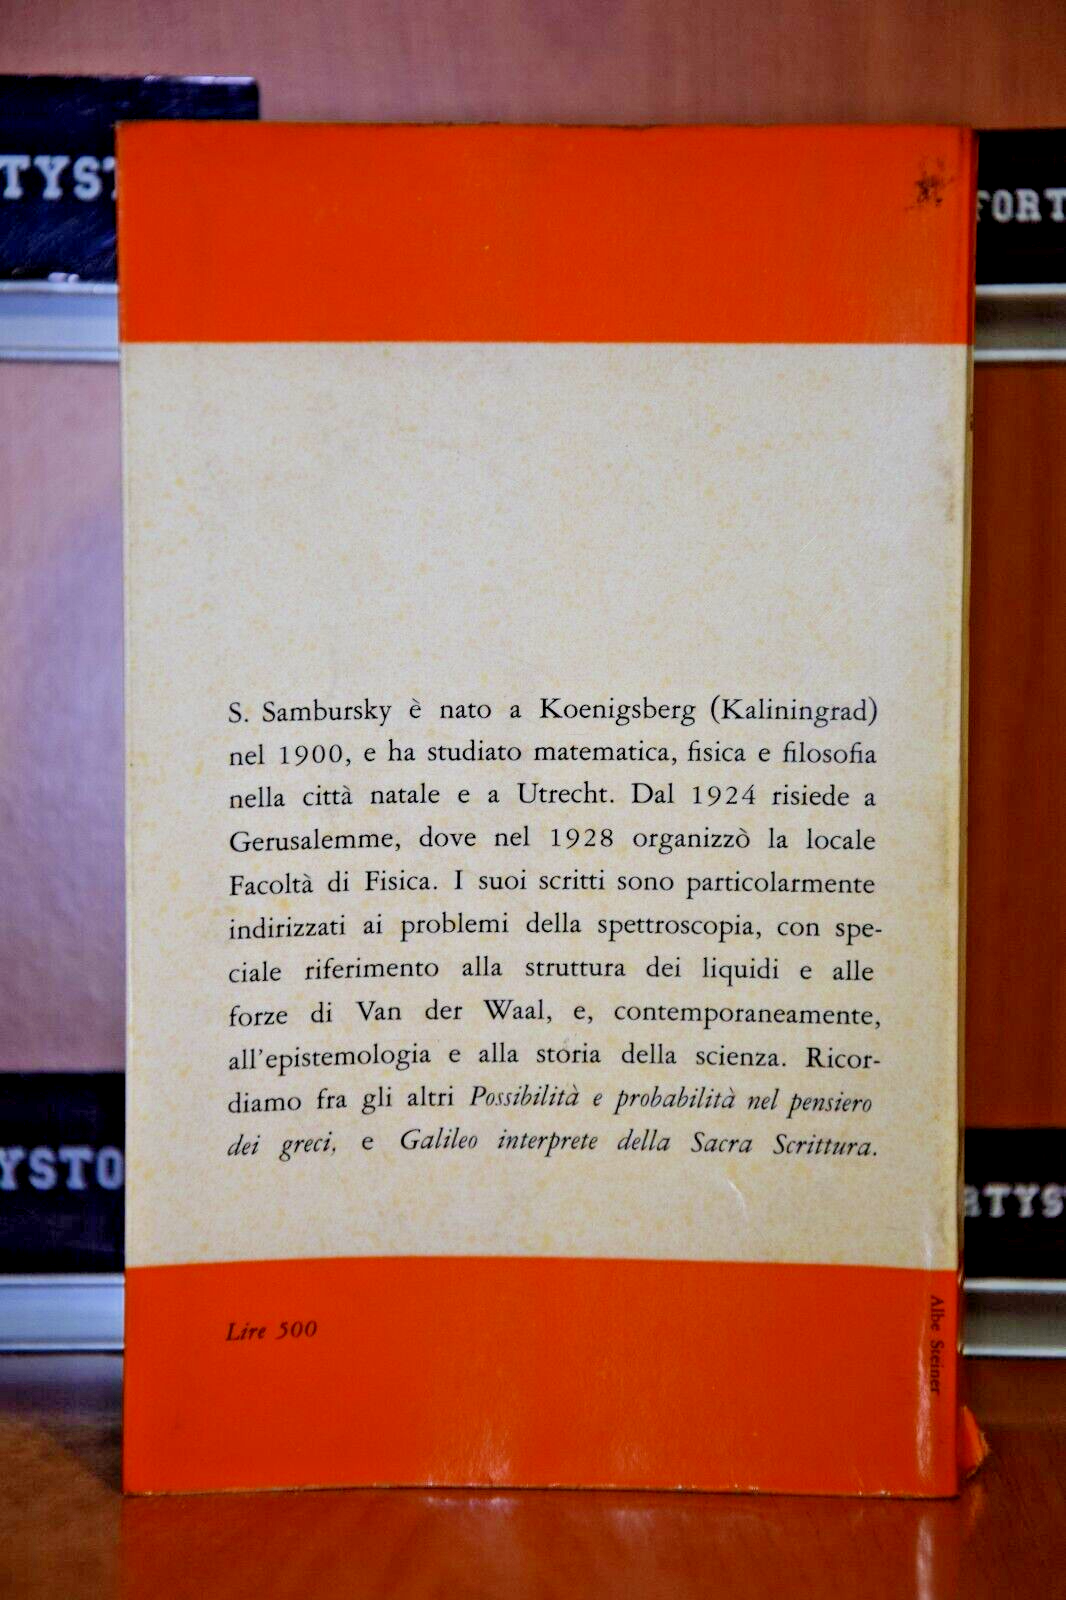 TYST
FORT
S. Sambursky è nato a Koenigsberg (Kaliningrad)
nel 1900, e ha studiato matematica, fisica e filosofia
nella città natale e a Utrecht. Dal 1924 risiede a
Gerusalemme, dove nel 1928 organizzò la locale
Facoltà di Fisica. I suoi scritti sono particolarmente
indirizzati ai problemi della spettroscopia, con spe-
ciale riferimento alla struttura dei liquidi e alle
forze di Van der Waal, e, contemporaneamente,
all'epistemologia e alla storia della scienza. Ricor-
diamo fra gli altri Possibilità e probabilità nel pensiero
dei greci, e Galileo interprete della Sacra Scrittura.
YSTO
RTYS
Lire 500
Albe Steiner